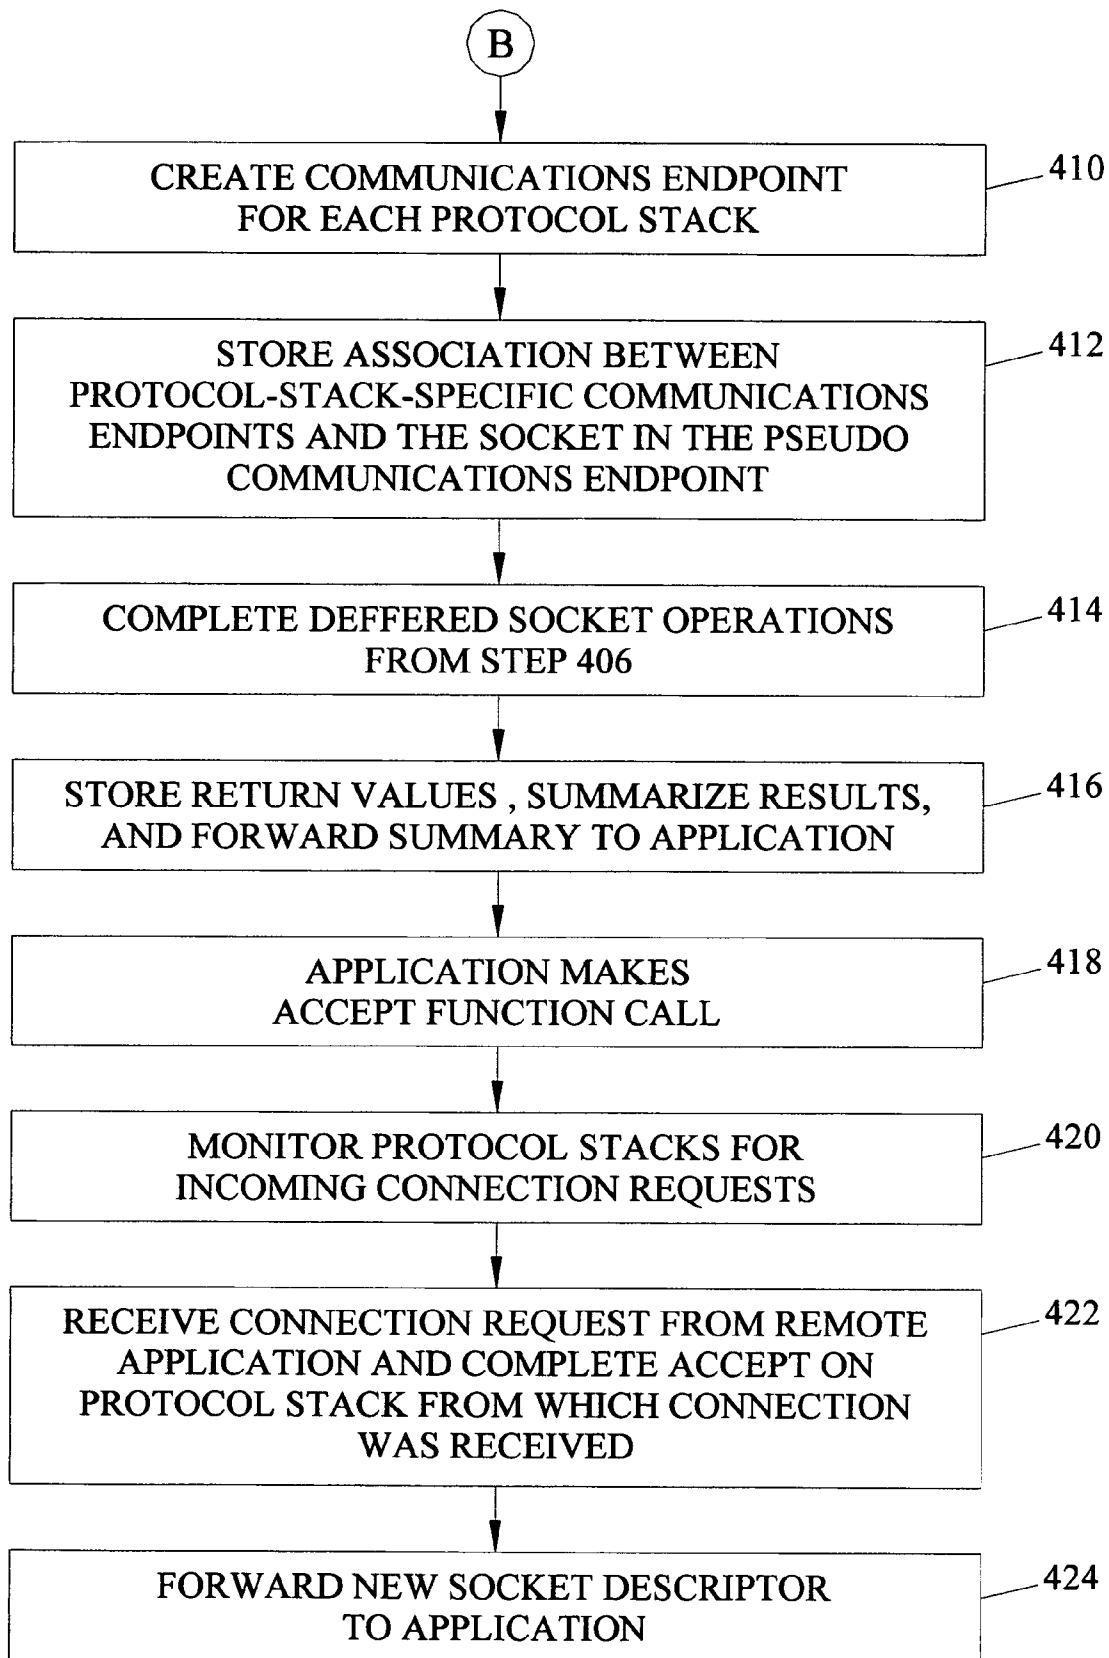 B
CREATE COMMUNICATIONS ENDPOINT
FOR EACH PROTOCOL STACK
410
STORE ASSOCIATION BETWEEN
PROTOCOL-STACK-SPECIFIC COMMUNICATIONS
ENDPOINTS AND THE SOCKET IN THE PSEUDO
COMMUNICATIONS ENDPOINT
412
COMPLETE DEFFERED SOCKET OPERATIONS
FROM STEP 406
414
STORE RETURN VALUES , SUMMARIZE RESULTS,
AND FORWARD SUMMARY TO APPLICATION
416
APPLICATION MAKES
ACCEPT FUNCTION CALL
418
MONITOR PROTOCOL STACKS FOR
INCOMING CONNECTION REQUESTS
420
RECEIVE CONNECTION REQUEST FROM REMOTE
APPLICATION AND COMPLETE ACCEPT ON
PROTOCOL STACK FROM WHICH CONNECTION
WAS RECEIVED
422
FORWARD NEW SOCKET DESCRIPTOR
TO APPLICATION
424